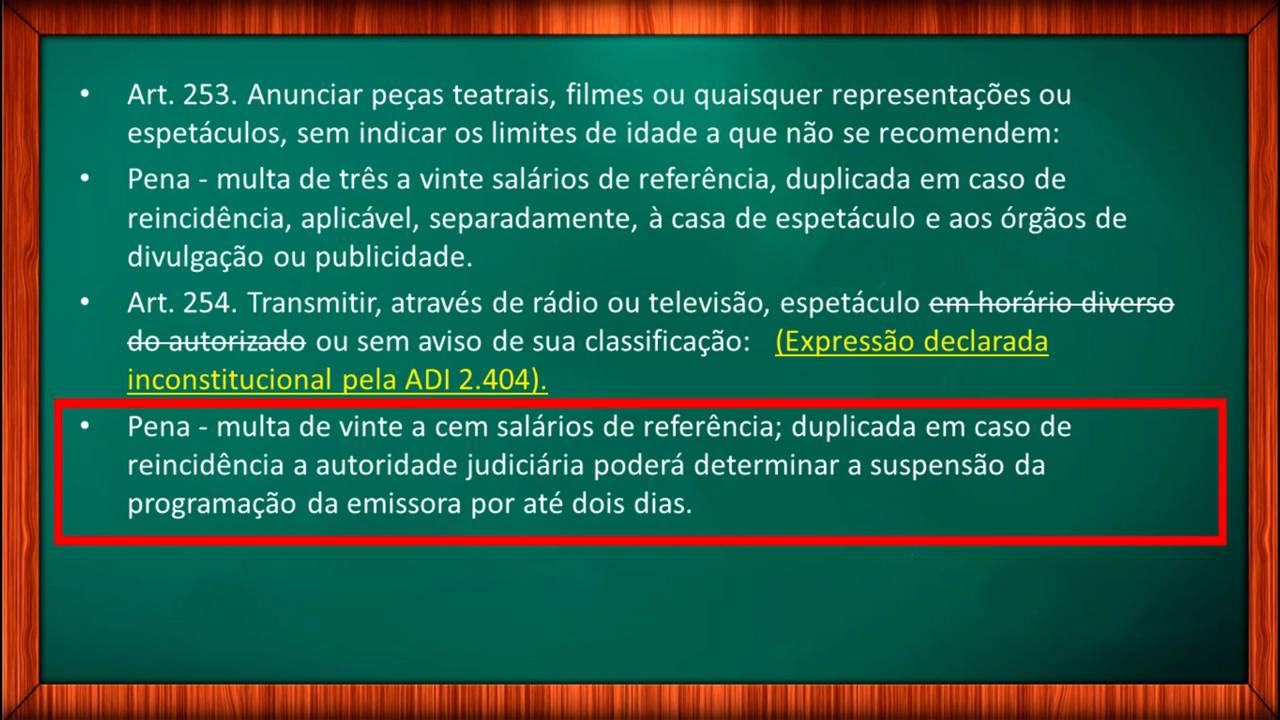 • Art. 253. Anunciar peças teatrais, filmes ou quaisquer representações ou
espetáculos, sem indicar os limites de idade a que não se recomendem:
• Pena - multa de três a vinte salários de referência, duplicada em caso de
reincidência, aplicável, separadamente, à casa de espetáculo e aos órgãos de
divulgação ou publicidade.
• Art. 254. Transmitir, através de rádio ou televisão, espetáculo em horário diverso
do autorizado ou sem aviso de sua classificação: (Expressão declarada
inconstitucional pela ADI 2.404).
• Pena - multa de vinte a cem salários de referência; duplicada em caso de
reincidência a autoridade judiciária poderá determinar a suspensão da
programação da emissora por até dois dias.